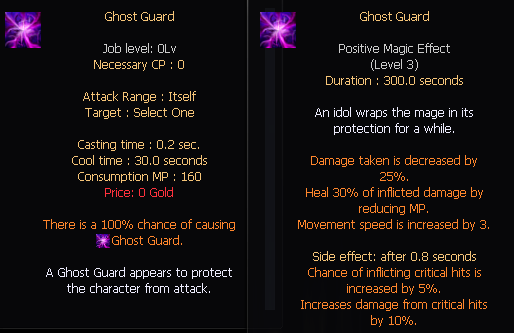 Ghost Guard
Job level: 0Lv
Necessary CP : 0
Attack Range : Itself
Target : Select One
Casting time : 0.2 sec.
Cool time : 30.0 seconds
Consumption MP : 160
Price: 0 Gold
There is a 100% chance of causing
Ghost Guard.
A Ghost Guard appears to protect
the character from attack.
Ghost Guard
Positive Magic Effect
(Level 3)
Duration : 300.0 seconds
An idol wraps the mage in its
protection for a while.
Damage taken is decreased by
25%.
Heal 30% of inflicted damage by
reducing MP.
Movement speed is increased by 3.
Side effect: after 0.8 seconds
Chance of inflicting critical hits is
increased by 5%.
Increases damage from critical hits
by 10%.